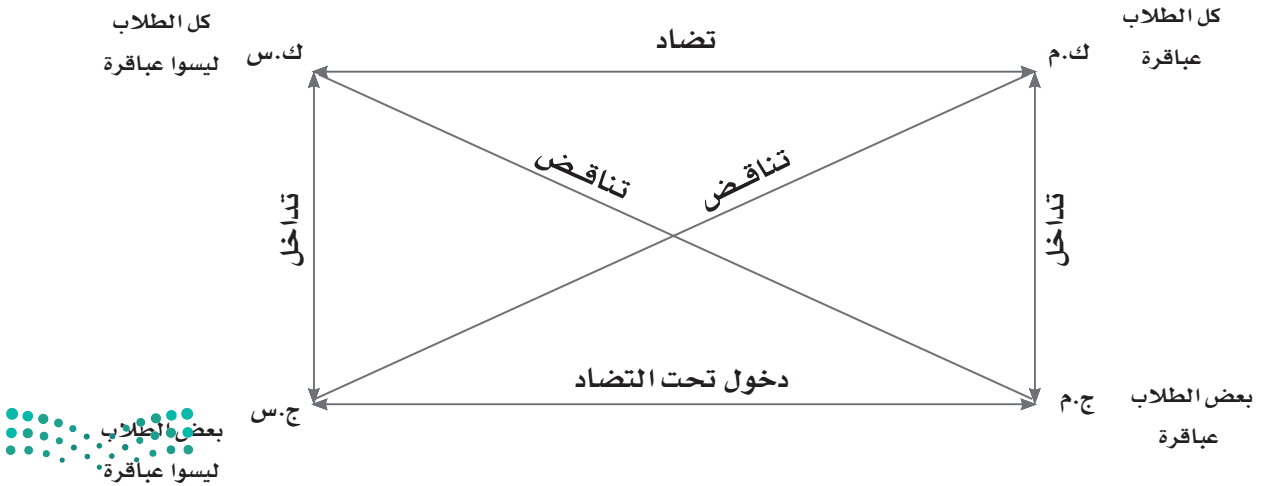 كل الطلاب
عباقرة
ك.م
تضاد
ك.س
كل الطلاب
ليسوا عباقرة
تناقض
تناقض
تداخل
تداخل
دخول تحت التضاد
بعض الطلاب
عباقرة
ج.م
ج.س
بعض الطلاب
ليسوا عباقرة